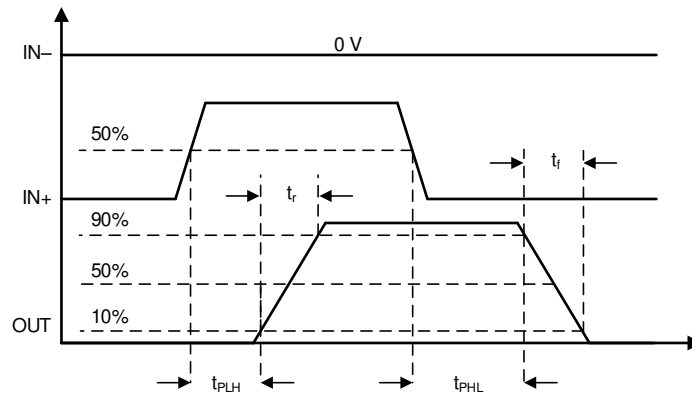 IN–
0 V
50%
t_f
IN+
t_r
90%
50%
10%
OUT
t_PLH
t_PHL